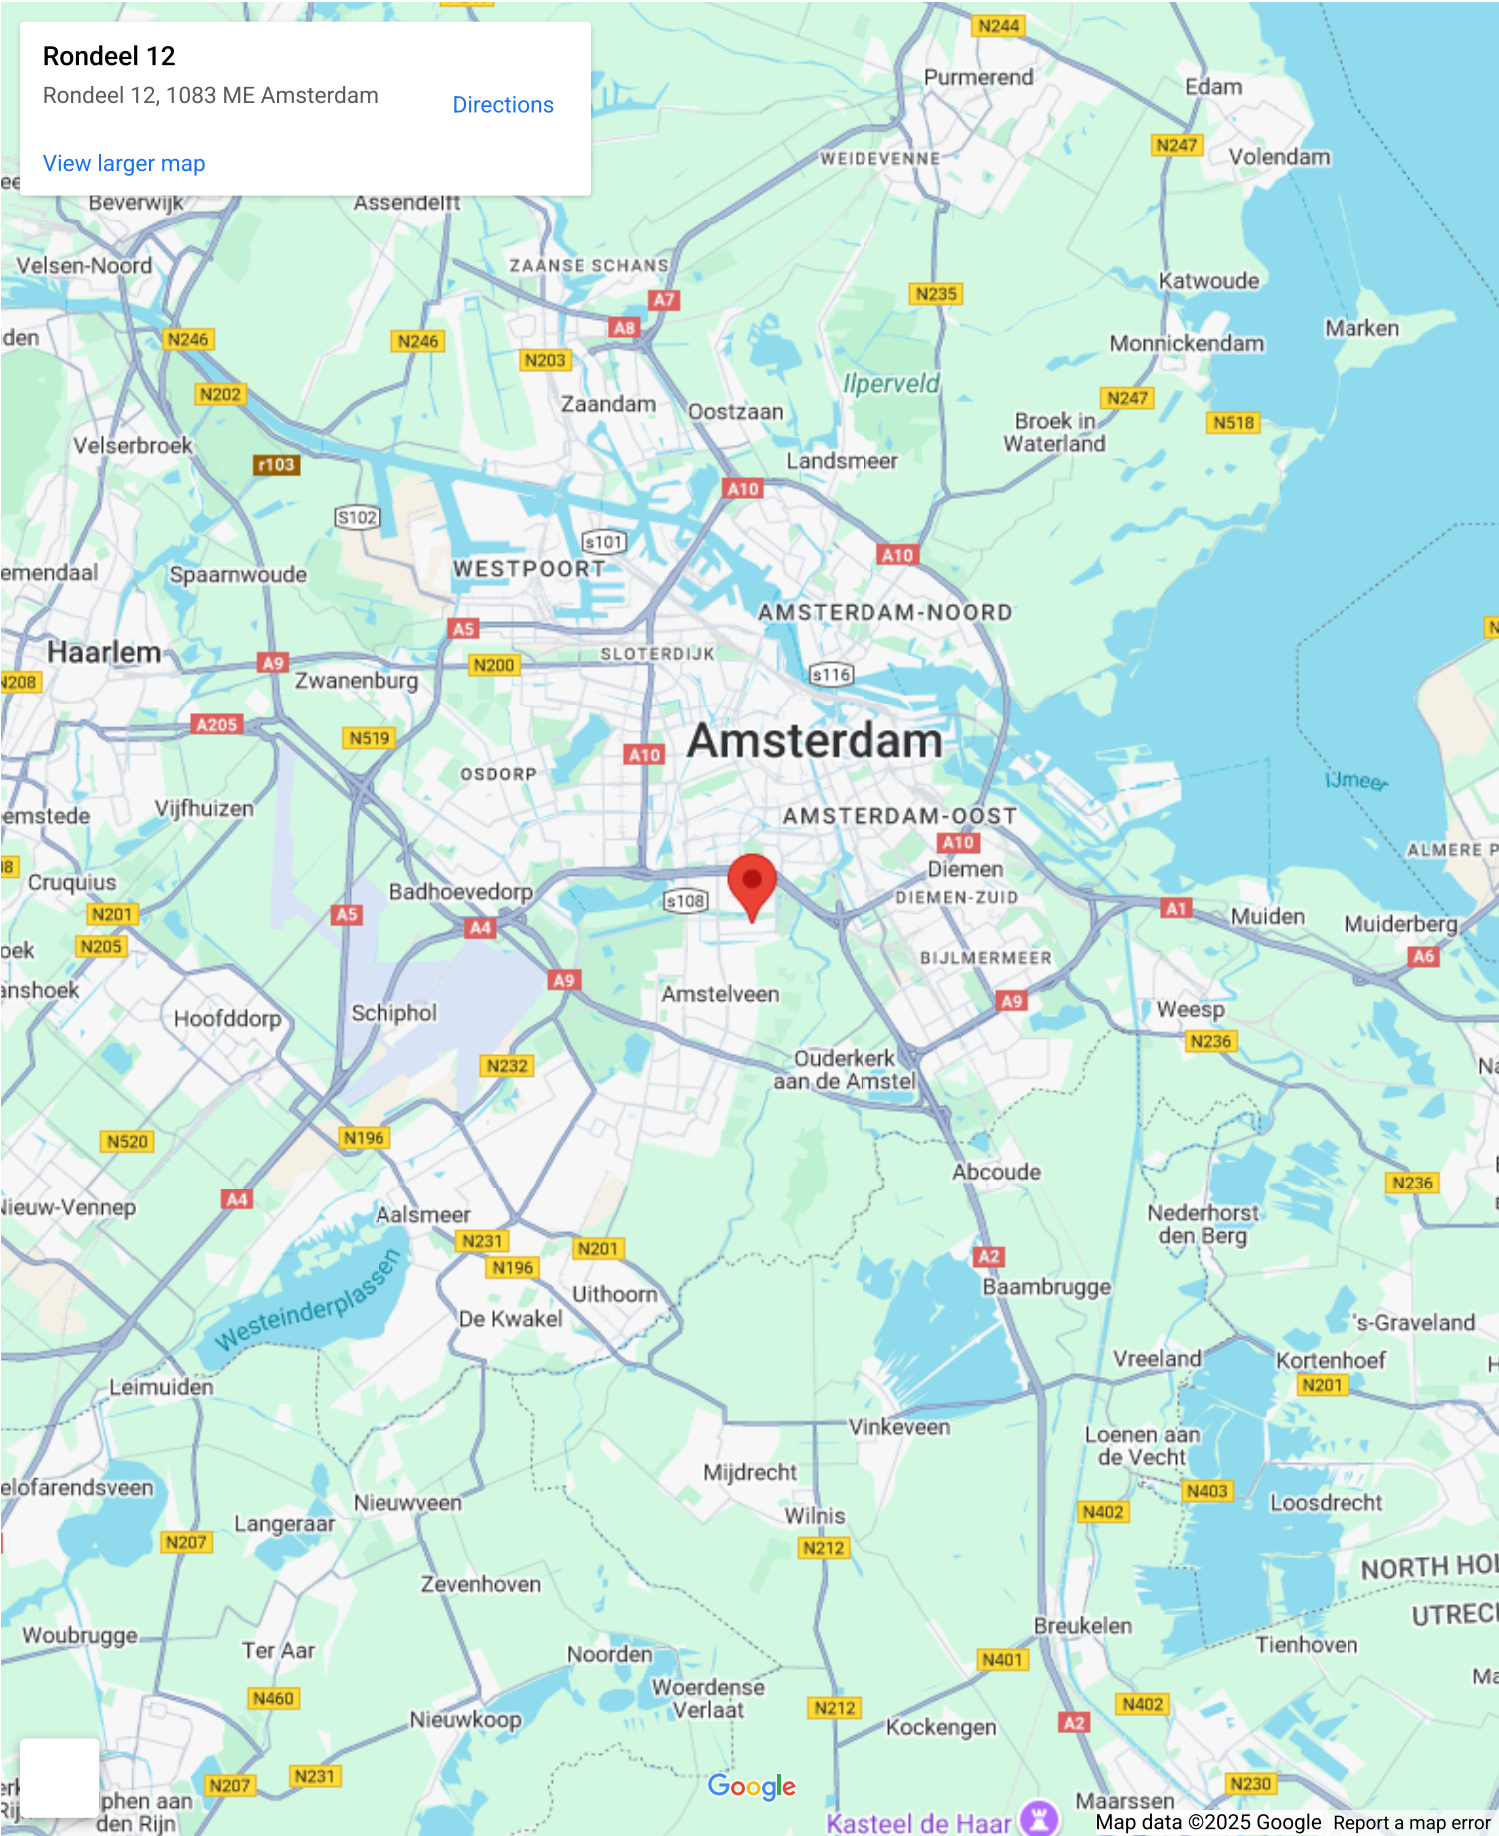 Rondeel 12
Rondeel 12, 1083 ME Amsterdam
Directions
View larger map
N244
Purmerend
Edam
N247
WEIDEVENNE
Volendam
Beverwijk
Assendelft
Velsen-Noord
ZAANSE SCHANS
Katwoude
A7
N235
A8
Marken
N246
N246
Monnickendam
N203
Ilperveld
N202
N247
Zaandam
Oostzaan
Broek in
Waterland
N518
Velserbroek
Landsmeer
r103
A10
S102
s101
A10
WESTPOORT
Spaarnwoude
AMSTERDAM-NOORD
A5
Haarlem
SLOTERDIJK
A9
N200
N208
Zwanenburg
s116
A205
N519
Amsterdam
A10
OSDORP
IJmeer
Vijfhuizen
AMSTERDAM-OOST
A10
ALMERE P
Diemen
Cruquius
Badhoevedorp
s108
DIEMEN-ZUID
A1
N201
A5
Muiden
Muiderberg
A4
N205
BIJLMERMEER
A6
A9
Amstelveen
A9
Schiphol
Hoofddorp
Weesp
N236
Ouderkerk
aan de Amstel
N232
N196
N520
Abcoude
N236
A4
Nieuw-Vennep
Aalsmeer
Nederhorst
den Berg
N231
N201
A2
N196
Westeinderplassen
Baambrugge
Uithoorn
De Kwakel
's-Graveland
Vreeland
Kortenhoef
Leimuiden
N201
Vinkeveen
Loenen aan
de Vecht
Mijdrecht
elofarendsveen
N403
Nieuwveen
Loosdrecht
N402
Langeraar
Wilnis
N207
N212
NORTH HOL
Zevenhoven
UTREC
Breukelen
Woubrugge
Tienhoven
Ter Aar
Noorden
N401
Woerdense
Verlaat
N460
N402
N212
Nieuwkoop
A2
Kockengen
N231
N207
Google
N230
phen aan
den Rijn
Maarssen
Kasteel de Haar
Map data ©2025 Google
Report a map error